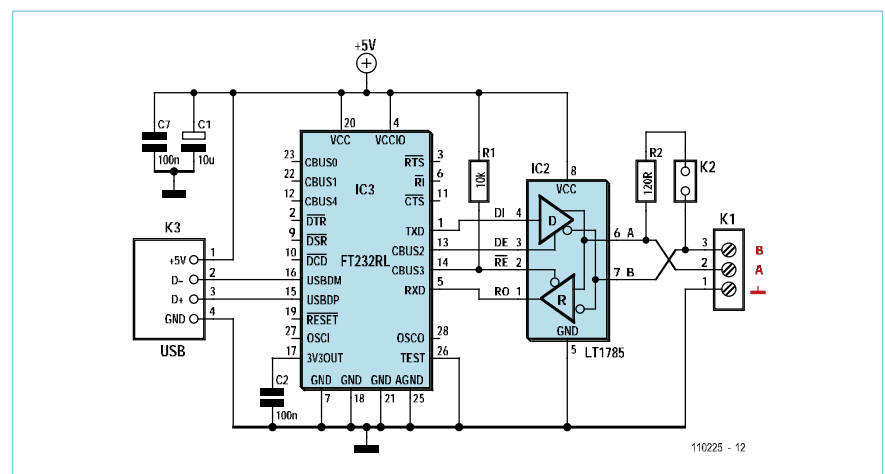 +5V
C7
100n
C1
10u
20
VCC
4
VCCIO
23
CBUS0
22
CBUS1
12
CBUS4
2
DTR
9
DSR
10
DCD
16
USBDM
15
USBDP
19
RESET
27
OSCI
17
3V3OUT
IC3
FT232RL
3
RTS
6
RI
11
CTS
1
TXD
13
CBUS2
14
CBUS3
5
RXD
28
OSCO
26
TEST
GND
GND
GND
AGND
7
18
21
25
K3
+5V
1
D–
2
D+
3
GND
4
USB
C2
100n
R1
10k
IC2
8
VCC
DI 4
D
DE 3
RE 2
RO 1
R
6 A
7 B
GND
5
LT1785
R2
120R
K2
K1
3
B
2
A
1
110225 - 12